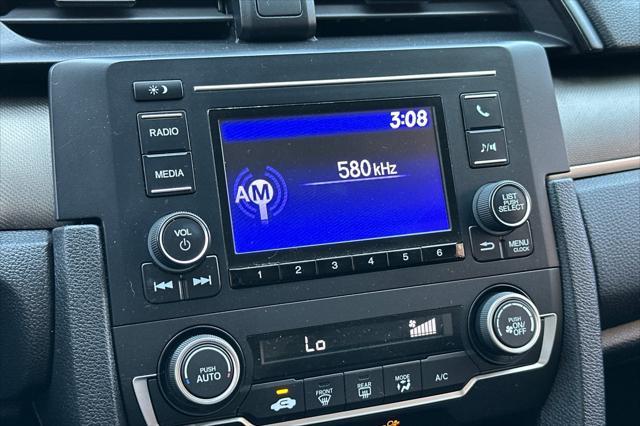 3:08
RADIO
580 kHz
MEDIA
AM
LIST
PUSH
SELECT
VOL
MENU
CLOCK
1 2 3 4 5 6
PUSH
ON/
OFF
Lo
PUSH
AUTO
FRONT
REAR
MODE
A/C